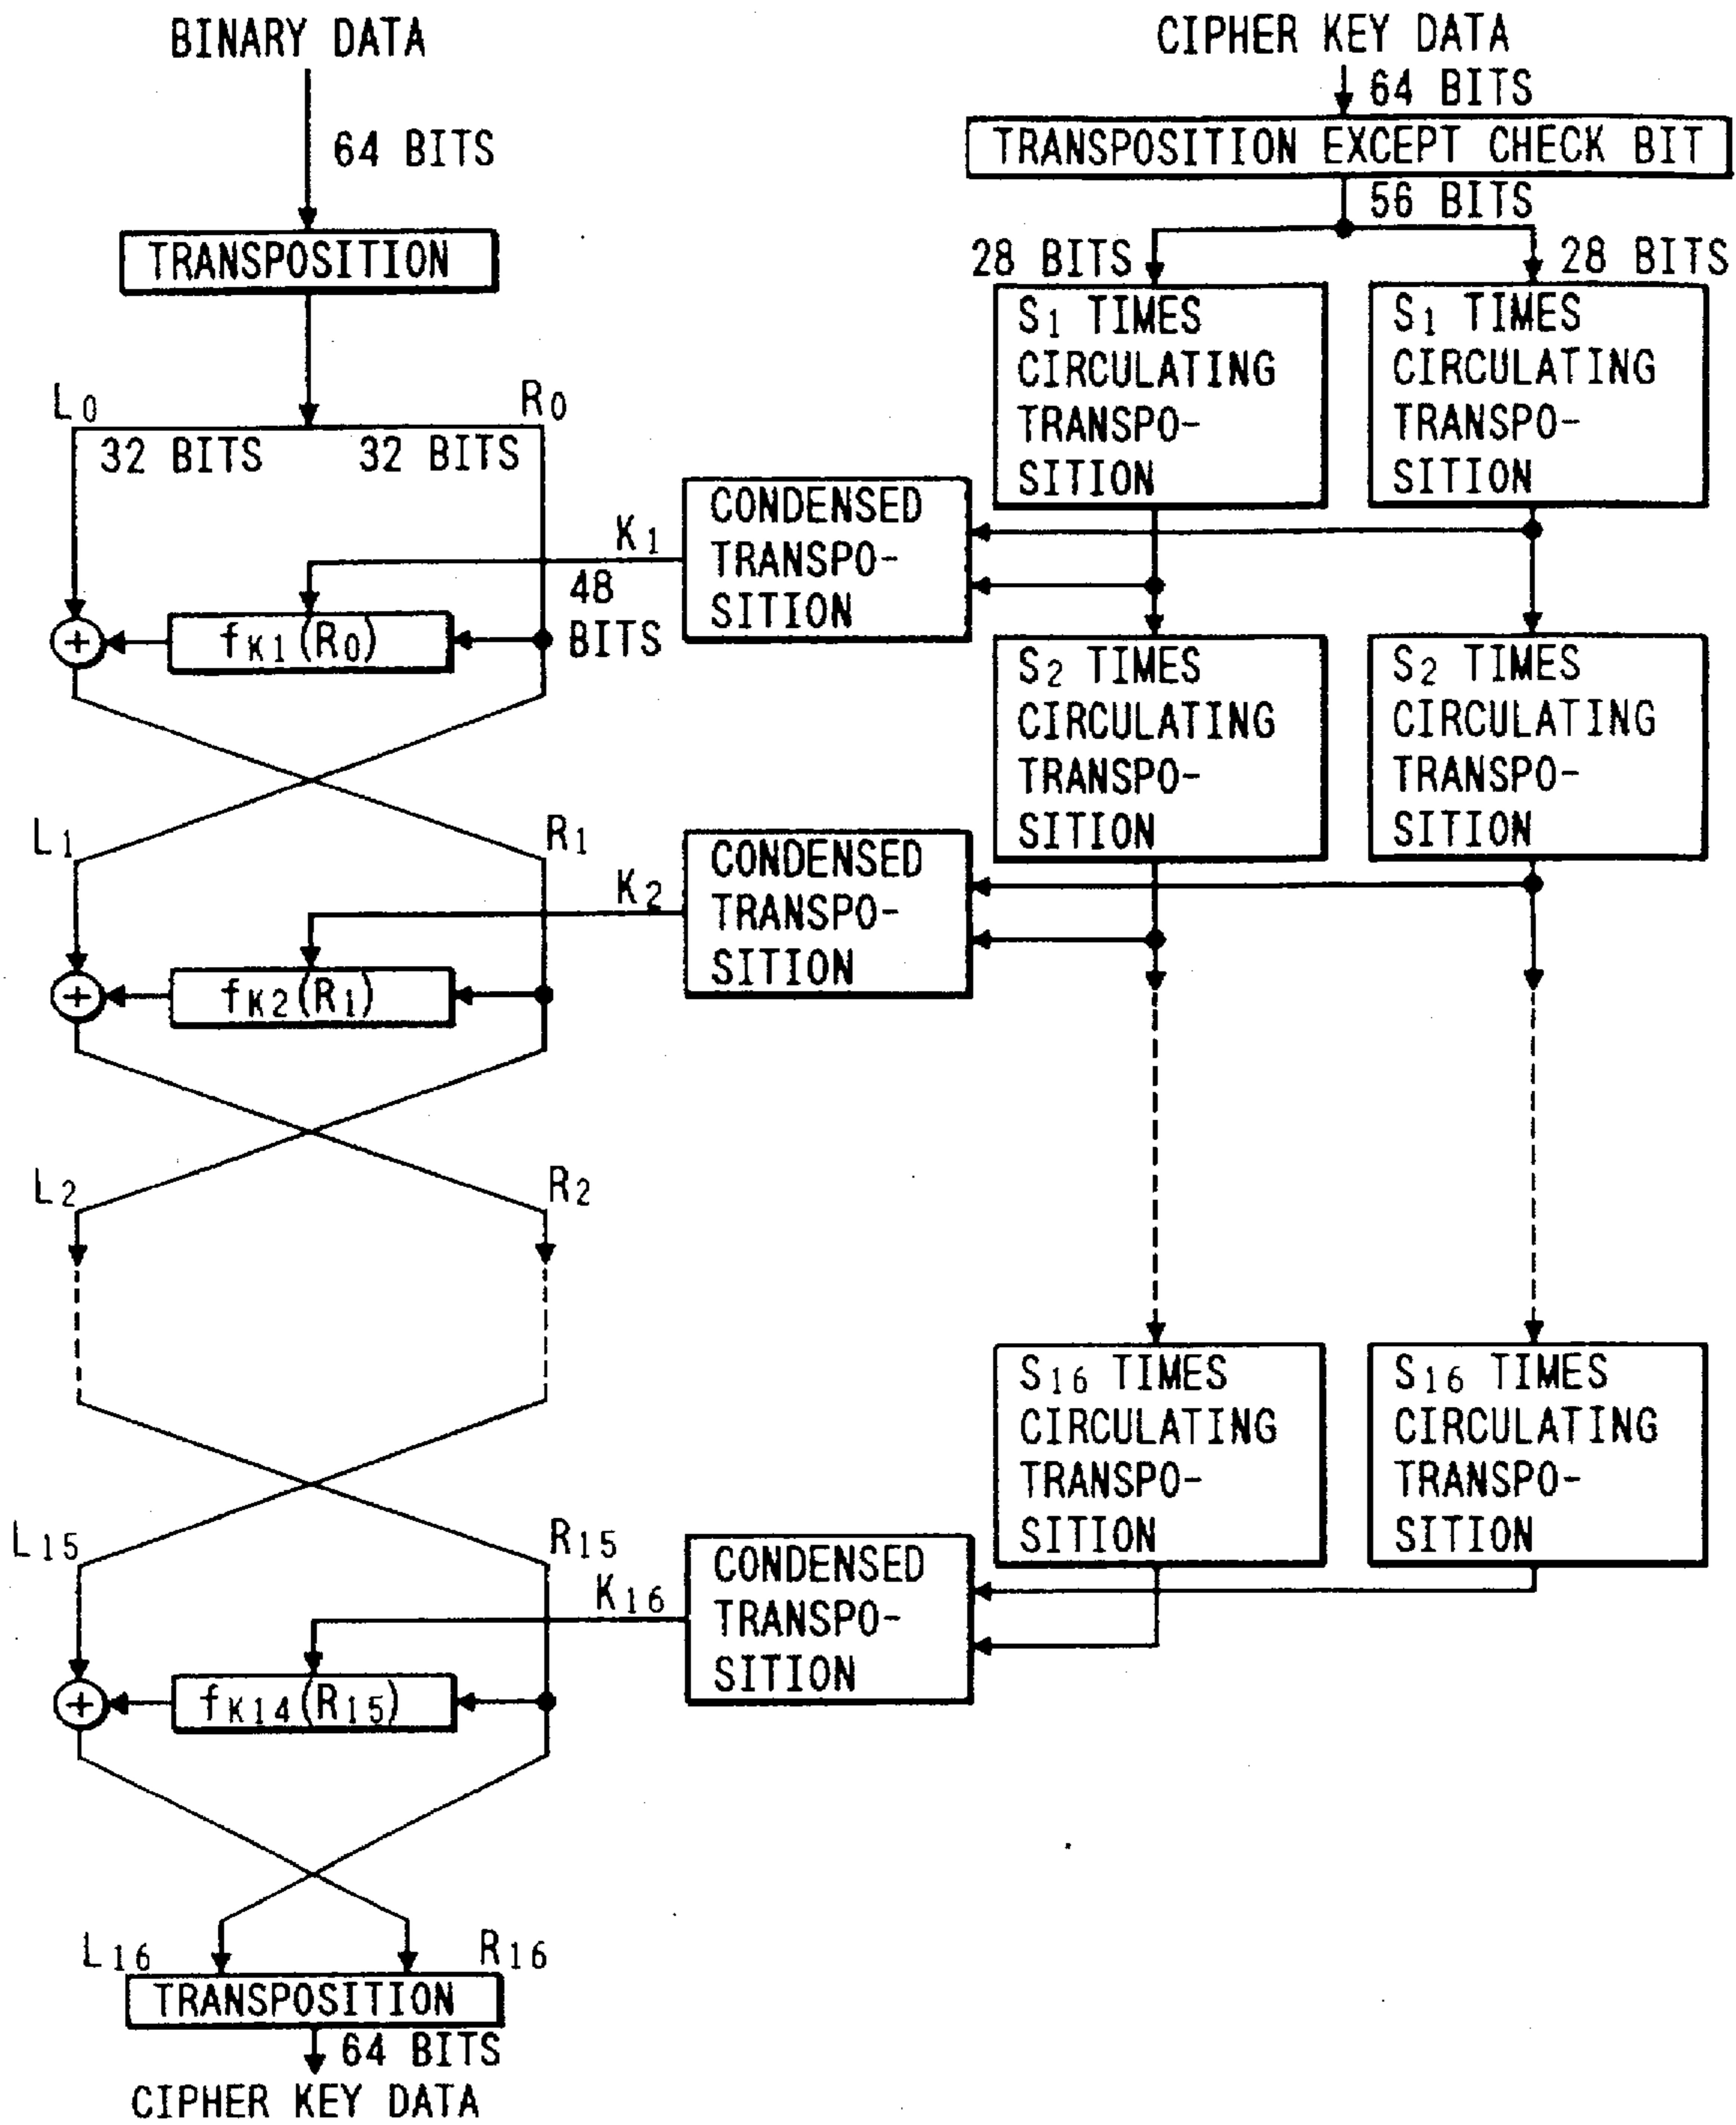 BINARY DATA
64 BITS
TRANSPOSITION
L0
R0
32 BITS
32 BITS
K1
48
BITS
fK1(R0)
L1
R1
K2
fK2(R1)
L2
R2
L15
R15
K16
fK14(R15)
L16
R16
TRANSPOSITION
64 BITS
CIPHER KEY DATA
CONDENSED
TRANSPO-
SITION
CONDENSED
TRANSPO-
SITION
CONDENSED
TRANSPO-
SITION
CIPHER KEY DATA
64 BITS
TRANSPOSITION EXCEPT CHECK BIT
56 BITS
28 BITS
28 BITS
S1 TIMES
CIRCULATING
TRANSPO-
SITION
S1 TIMES
CIRCULATING
TRANSPO-
SITION
S2 TIMES
CIRCULATING
TRANSPO-
SITION
S2 TIMES
CIRCULATING
TRANSPO-
SITION
S16 TIMES
CIRCULATING
TRANSPO-
SITION
S16 TIMES
CIRCULATING
TRANSPO-
SITION